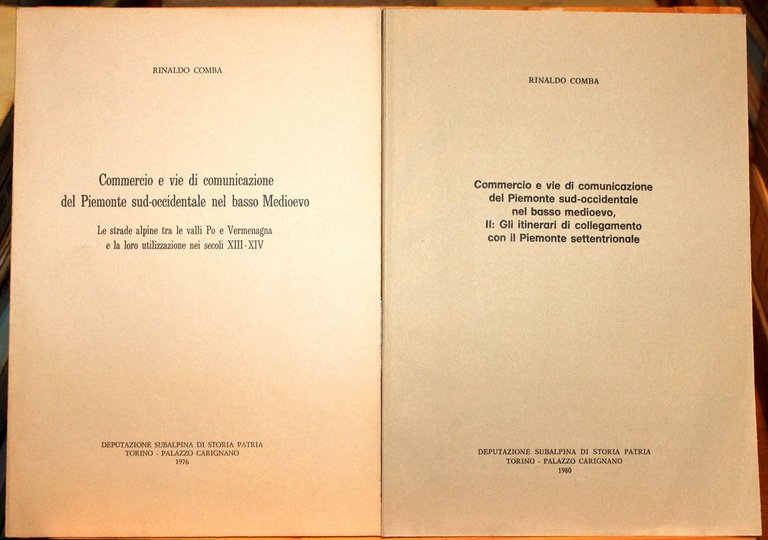 RINALDO COMBA
Commercio e vie di comunicazione
del Piemonte sud-occidentale nel basso Medioevo
Le strade alpine tra le valli Po e Vermenagna
e la loro utilizzazione nei secoli XIII - XIV
DEPUTAZIONE SUBALPINA DI STORIA PATRIA
TORINO - PALAZZO CARIGNANO
1976
RINALDO COMBA
Commercio e vie di comunicazione
del Piemonte sud-occidentale
nel basso medioevo,
II: Gli itinerari di collegamento
con il Piemonte settentrionale
DEPUTAZIONE SUBALPINA DI STORIA PATRIA
TORINO - PALAZZO CARIGNANO
1980